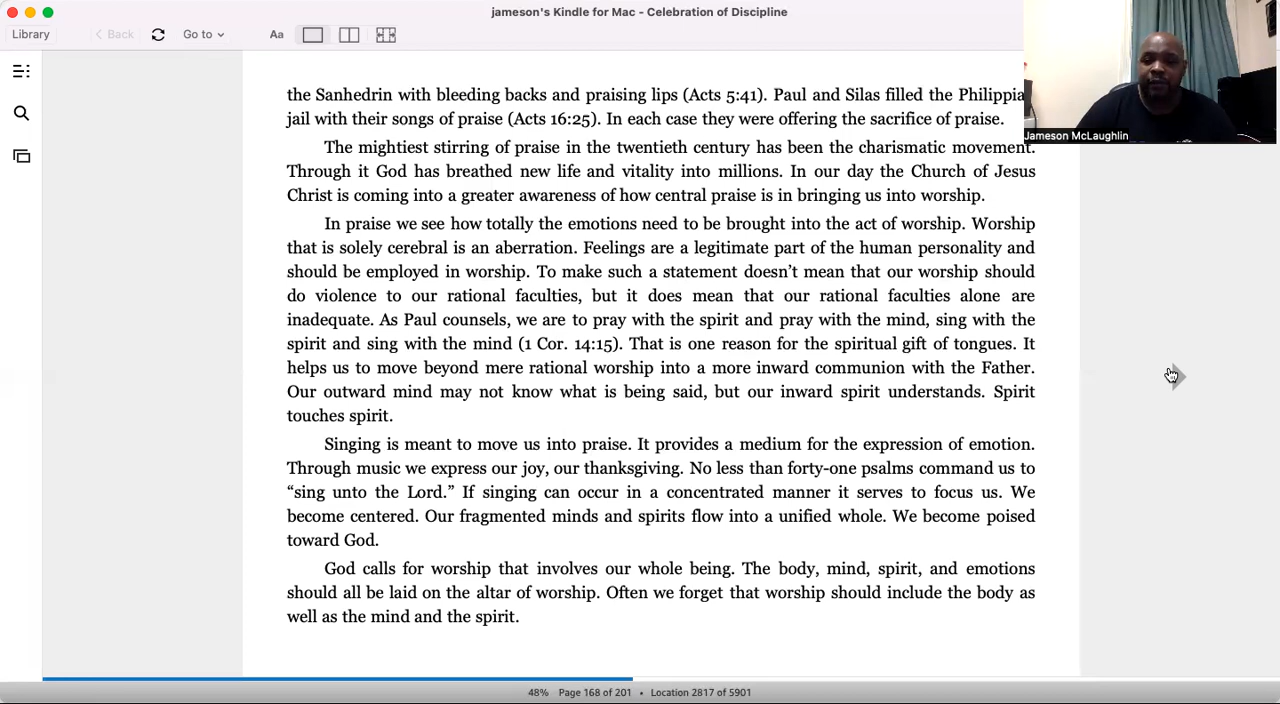 jameson's Kindle for Mac - Celebration of Discipline
Library
Back
Go to
Aa
the Sanhedrin with bleeding backs and praising lips (Acts 5:41). Paul and Silas filled the Philippia
jail with their songs of praise (Acts 16:25). In each case they were offering the sacrifice of praise.
Jameson McLaughlin
The mightiest stirring of praise in the twentieth century has been the charismatic movement.
Through it God has breathed new life and vitality into millions. In our day the Church of Jesus
Christ is coming into a greater awareness of how central praise is in bringing us into worship.
In praise we see how totally the emotions need to be brought into the act of worship. Worship
that is solely cerebral is an aberration. Feelings are a legitimate part of the human personality and
should be employed in worship. To make such a statement doesn’t mean that our worship should
do violence to our rational faculties, but it does mean that our rational faculties alone are
inadequate. As Paul counsels, we are to pray with the spirit and pray with the mind, sing with the
spirit and sing with the mind (1 Cor. 14:15). That is one reason for the spiritual gift of tongues. It
helps us to move beyond mere rational worship into a more inward communion with the Father.
Our outward mind may not know what is being said, but our inward spirit understands. Spirit
touches spirit.
Singing is meant to move us into praise. It provides a medium for the expression of emotion.
Through music we express our joy, our thanksgiving. No less than forty-one psalms command us to
“sing unto the Lord.” If singing can occur in a concentrated manner it serves to focus us. We
become centered. Our fragmented minds and spirits flow into a unified whole. We become poised
toward God.
God calls for worship that involves our whole being. The body, mind, spirit, and emotions
should all be laid on the altar of worship. Often we forget that worship should include the body as
well as the mind and the spirit.
48% Page 168 of 201 • Location 2817 of 5901